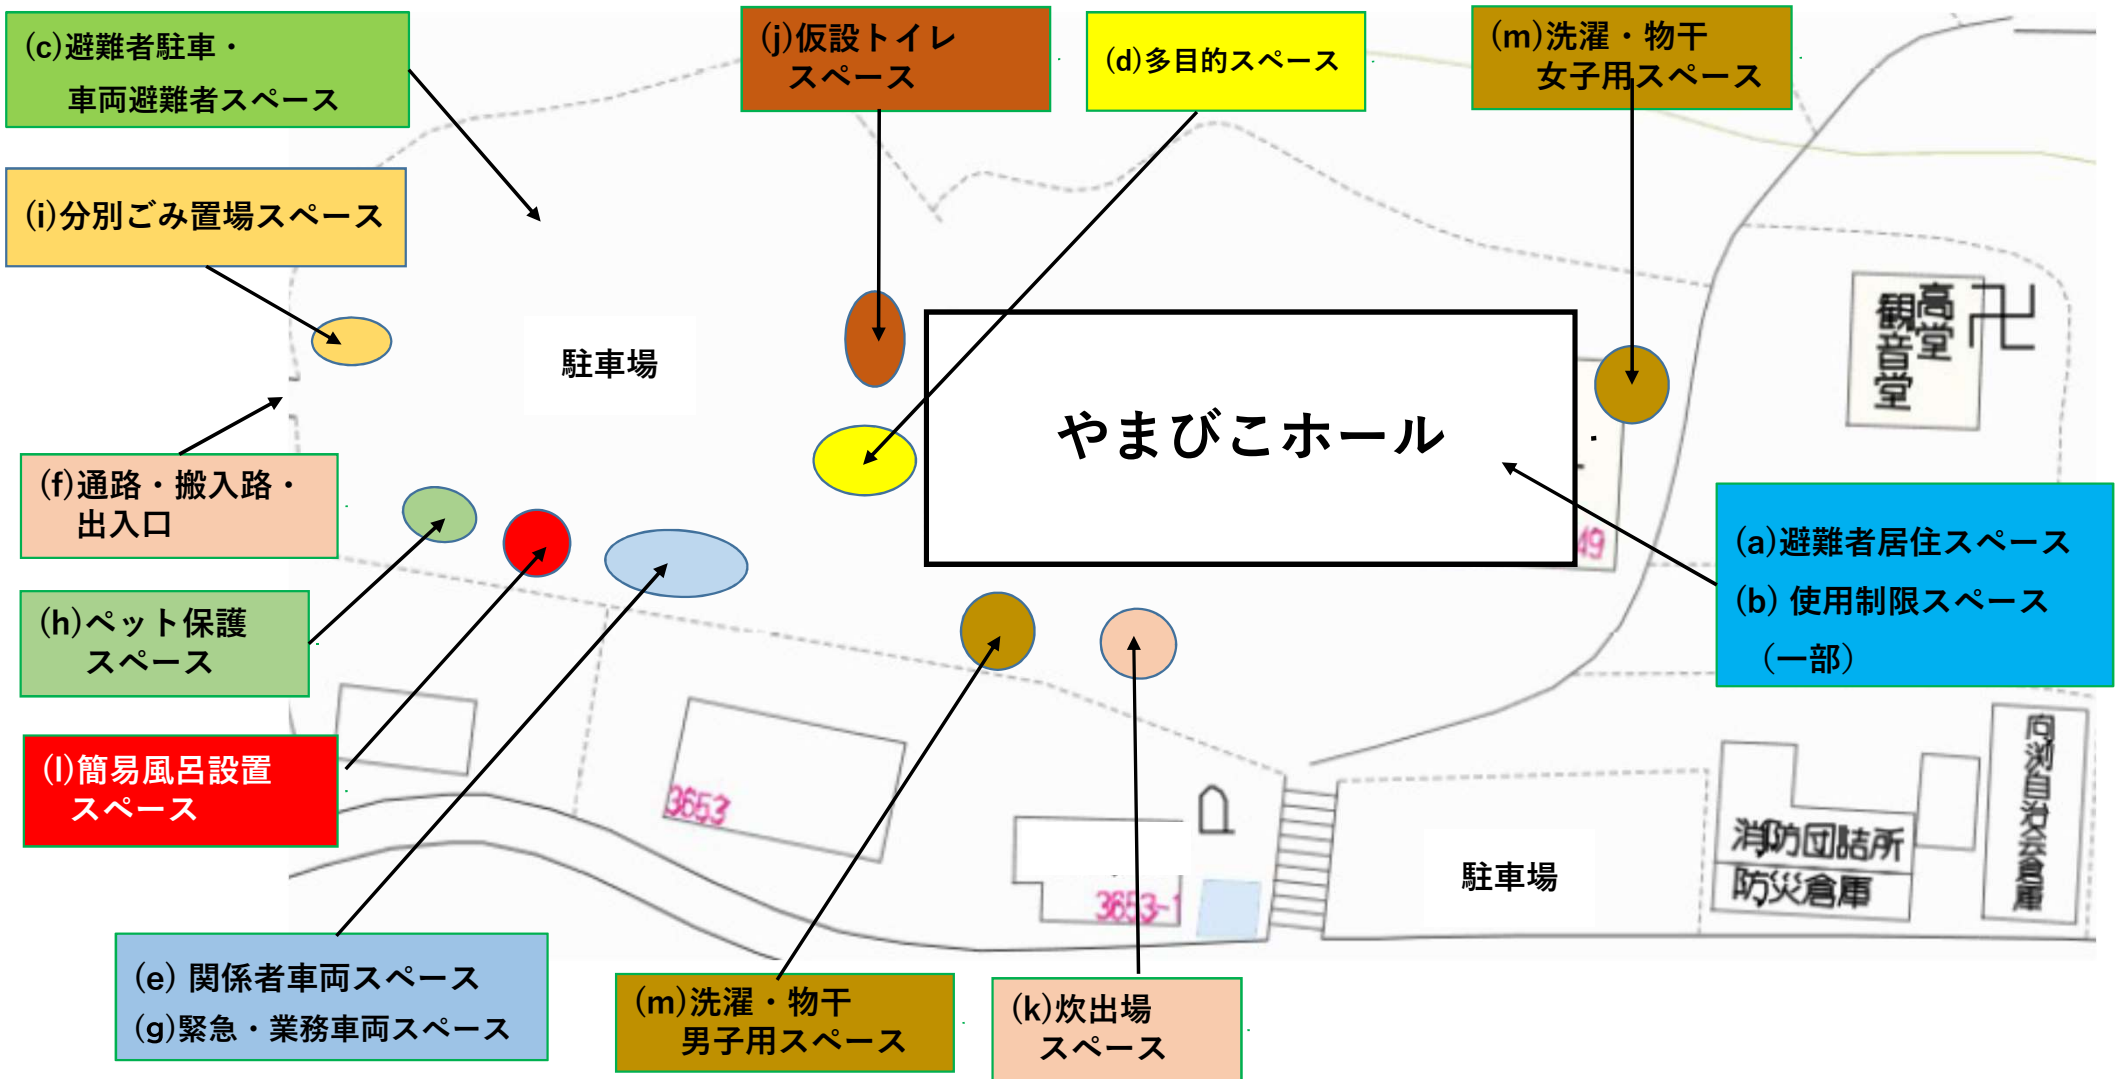 (c)避難者駐車・
車両避難者スペース
(j)仮設トイレ
スペース
(d)多目的スペース
(m)洗濯・物干
女子用スペース
(i)分別ごみ置場スペース
駐車場
やまびこホール
高堂
観音堂
卍
(f)通路・搬入路・
出入口
49
(a)避難者居住スペース
(b) 使用制限スペース
（一部）
(h)ペット保護
スペース
(l)簡易風呂設置
スペース
3653
3653-1
駐車場
消防団詰所
防災倉庫
向渕自治会倉庫
(e) 関係者車両スペース
(g)緊急・業務車両スペース
(m)洗濯・物干
男子用スペース
(k)炊出場
スペース